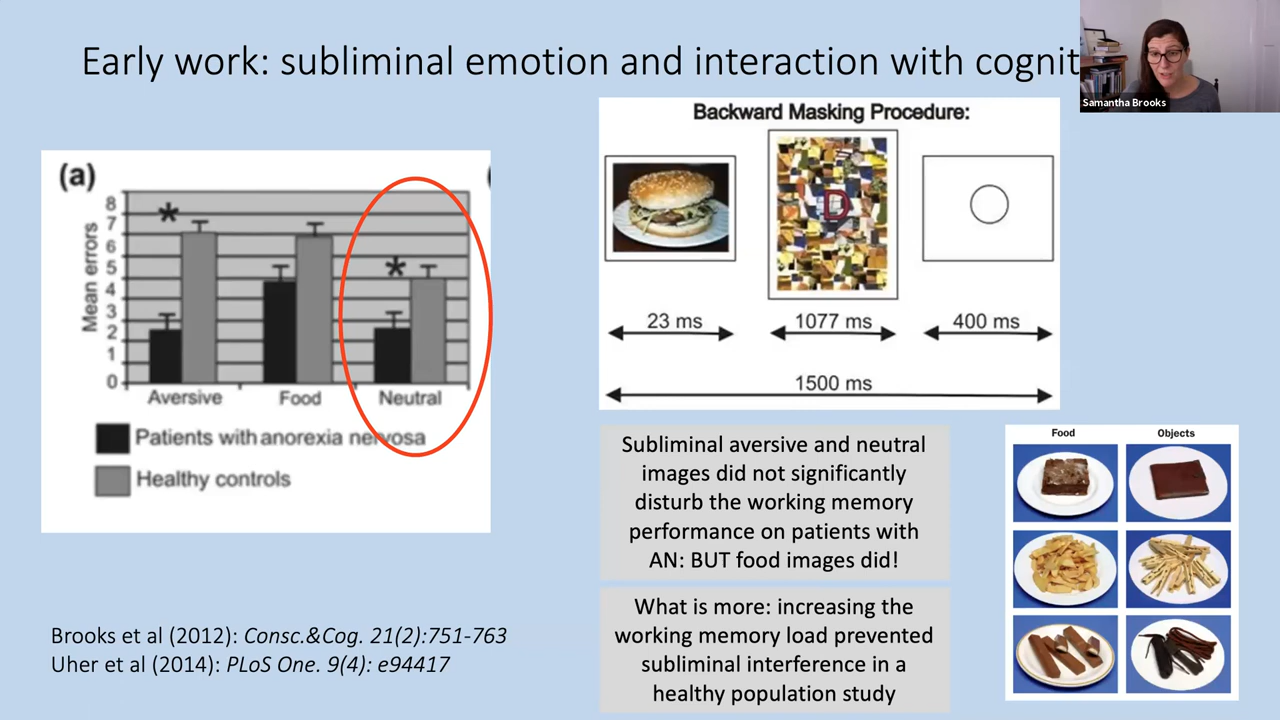 Early work: subliminal emotion and interaction with cognit
Samantha Brooks
(a)
Mean errors
8
7
6
5
4
3
2
1
0
*
*
Aversive
Food
Neutral
Patients with anorexia nervosa
Healthy controls
Backward Masking Procedure:
D
23 ms
1077 ms
400 ms
1500 ms
Subliminal aversive and neutral
images did not significantly
disturb the working memory
performance on patients with
AN: BUT food images did!
What is more: increasing the
working memory load prevented
subliminal interference in a
healthy population study
Food
Objects
Brooks et al (2012): Consc.&Cog. 21(2):751-763
Uher et al (2014): PLoS One. 9(4): e94417